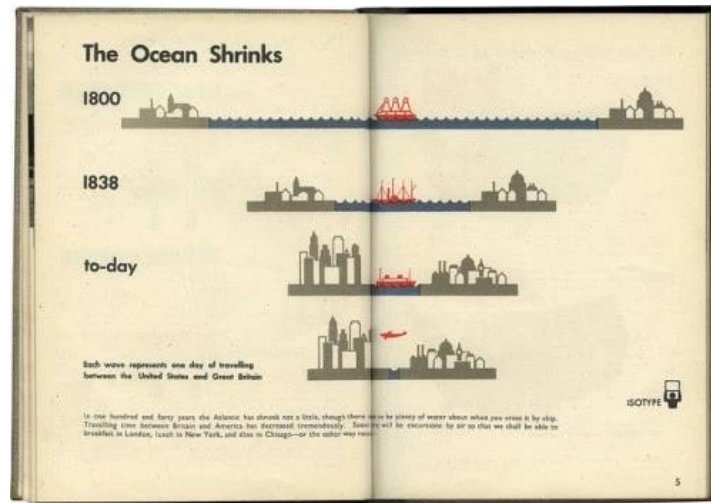 The Ocean Shrinks
1800
1838
to-day
Each wave represents one day of travelling
between the United States and Great Britain
ISOTYPE
In one hundred and forty years the Atlantic has shrunk not a little, though there to be plenty of water about when you cross it by ship.
Travelling time between Britain and America has decreased tremendously. Soon will be excursions by air so that we shall be able to
breakfast in London, lunch in New York, and dine in Chicago—or the other way
5